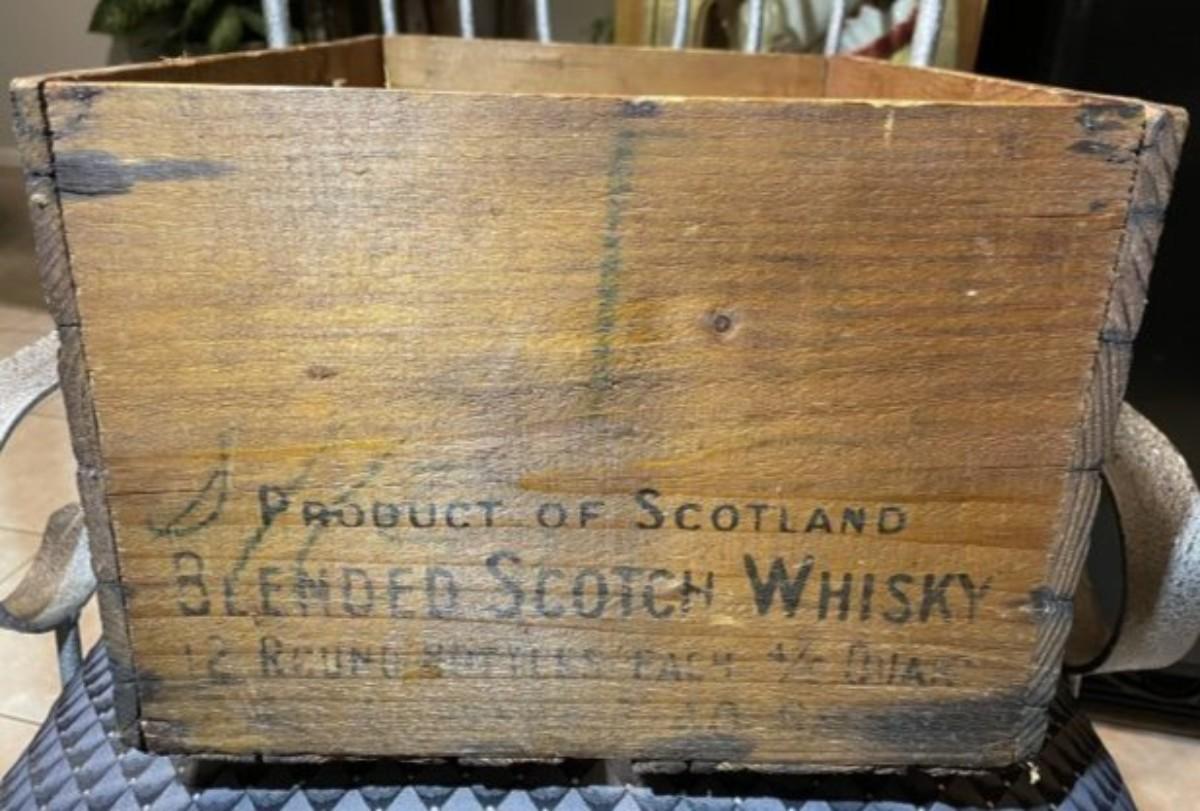 PRODUCT OF SCOTLAND
BLENDED SCOTCH WHISKY
12 ROUND BOTTLES EACH 4/5 QUART